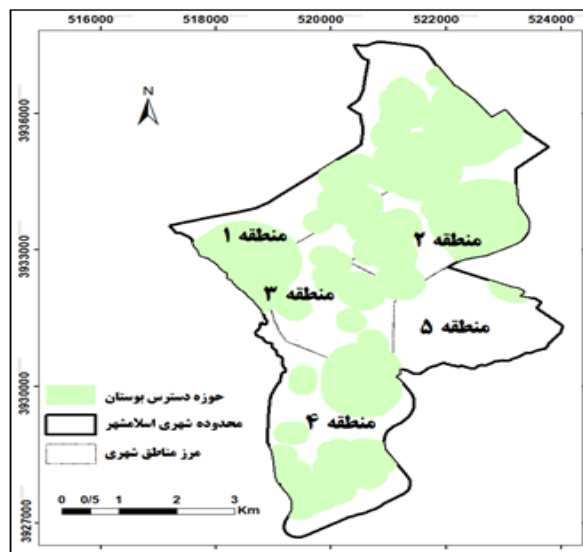 516000 518000 520000 522000 524000
3936000
3933000
3930000
3927000
N
منطقه ۱
منطقه ۲
منطقه ۳
منطقه ۵
منطقه ۴
حوزه دسترس بوستان
محدوده شهری اسلامشهر
مرز مناطق شهری
0 0/5 1 2 3
Km